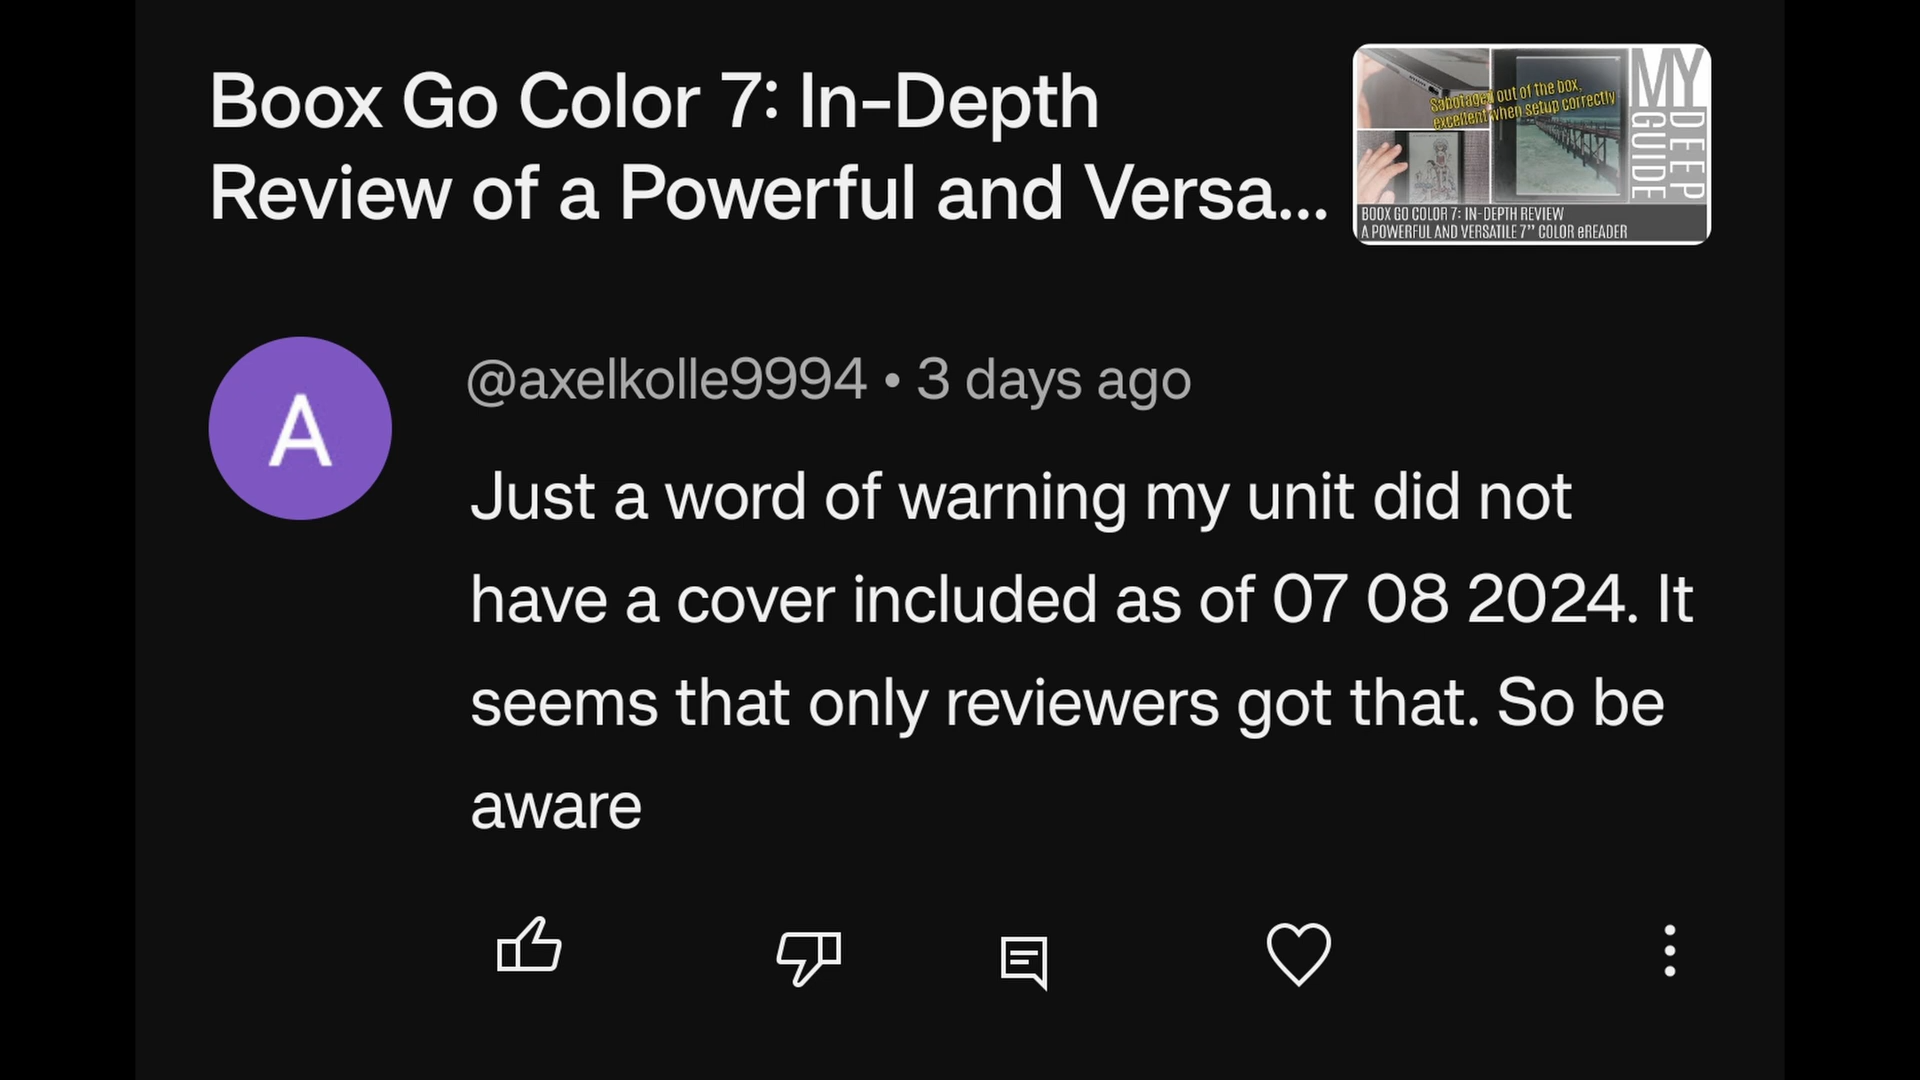 Boox Go Color 7: In-Depth
Review of a Powerful and Versa...
Sabotaged out of the box,
excellent when setup correctly
MY
DEEP
GUIDE
BOOX GO COLOR 7: IN-DEPTH REVIEW
A POWERFUL AND VERSATILE 7” COLOR eREADER
A
@axelkolle9994 • 3 days ago
Just a word of warning my unit did not
have a cover included as of 07 08 2024. It
seems that only reviewers got that. So be
aware